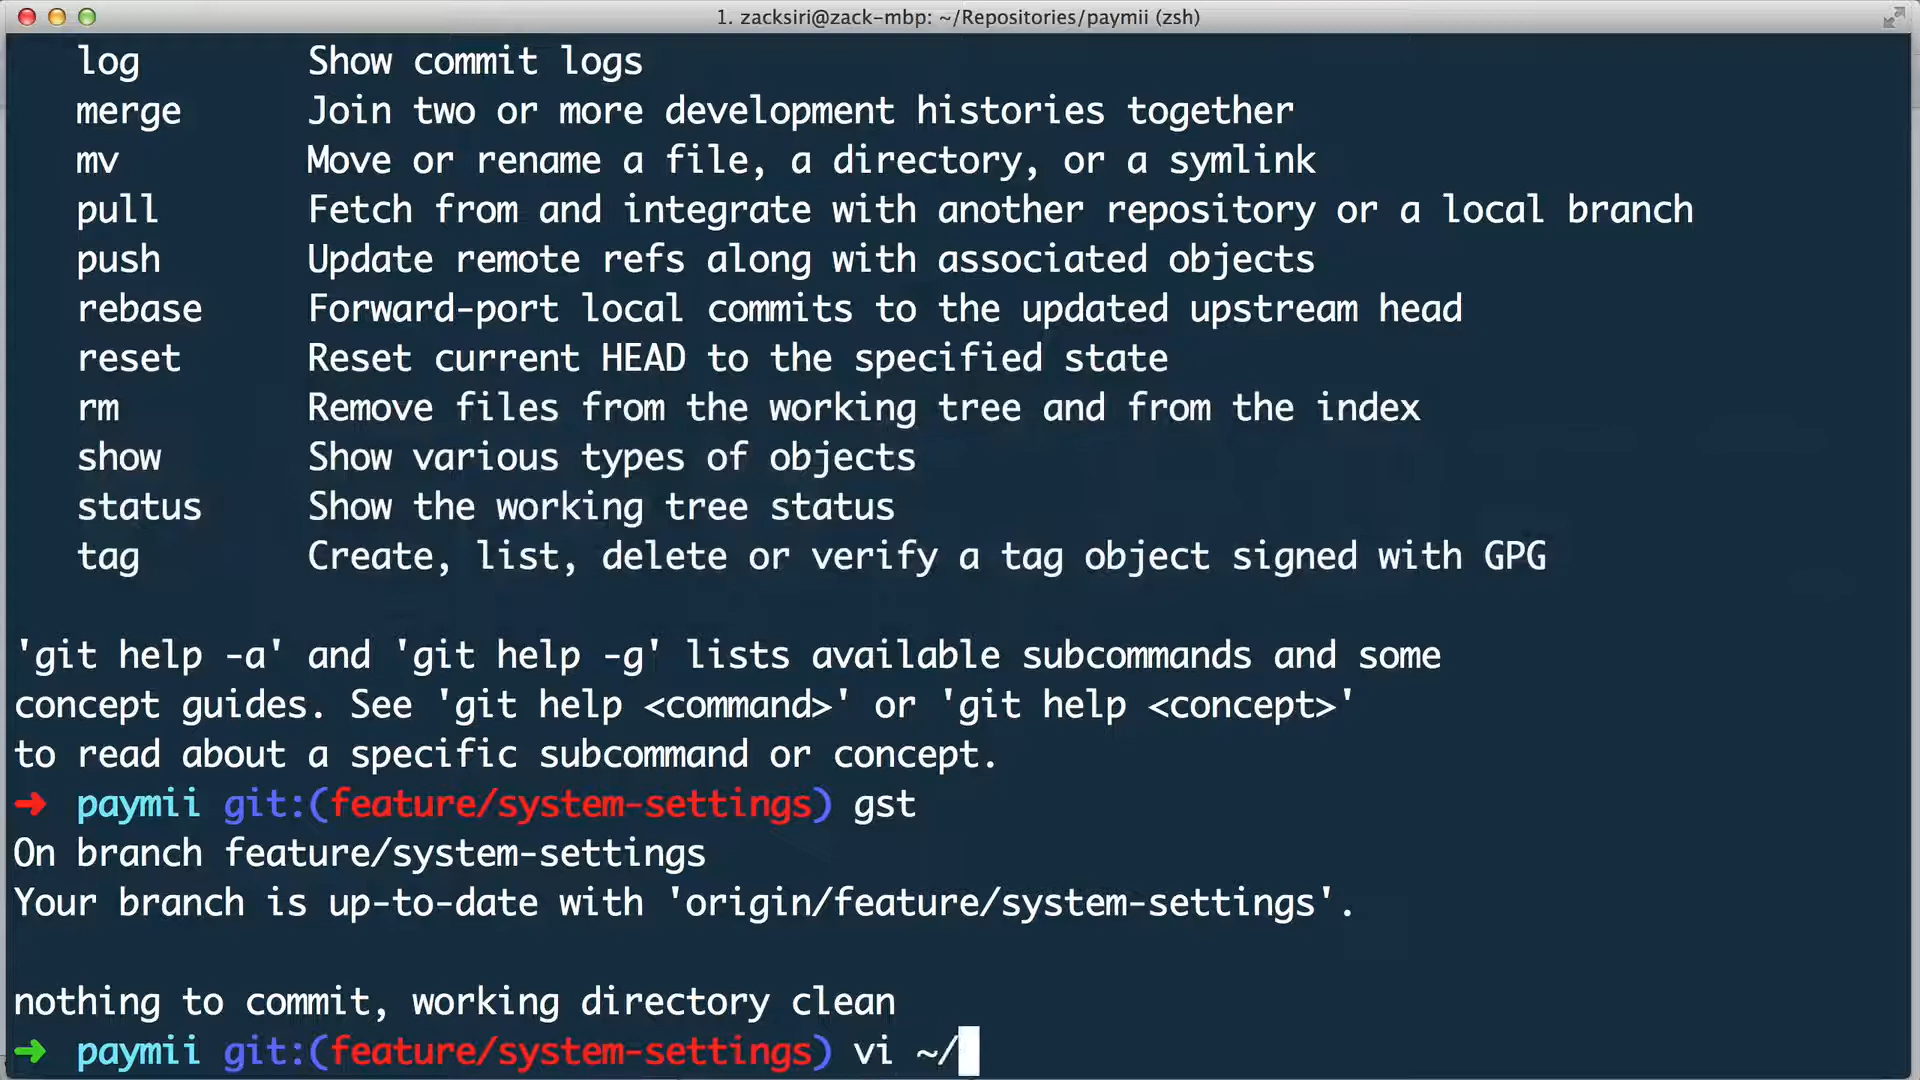 1. zacksiri@zack-mbp: ~/Repositories/paymii (zsh)
log Show commit logs
merge Join two or more development histories together
mv Move or rename a file, a directory, or a symlink
pull Fetch from and integrate with another repository or a local branch
push Update remote refs along with associated objects
rebase Forward-port local commits to the updated upstream head
reset Reset current HEAD to the specified state
rm Remove files from the working tree and from the index
show Show various types of objects
status Show the working tree status
tag Create, list, delete or verify a tag object signed with GPG
'git help -a' and 'git help -g' lists available subcommands and some
concept guides. See 'git help <command>' or 'git help <concept>'
to read about a specific subcommand or concept.
➜ paymii git:(feature/system-settings) gst
On branch feature/system-settings
Your branch is up-to-date with 'origin/feature/system-settings'.
nothing to commit, working directory clean
➜ paymii git:(feature/system-settings) vi ~/